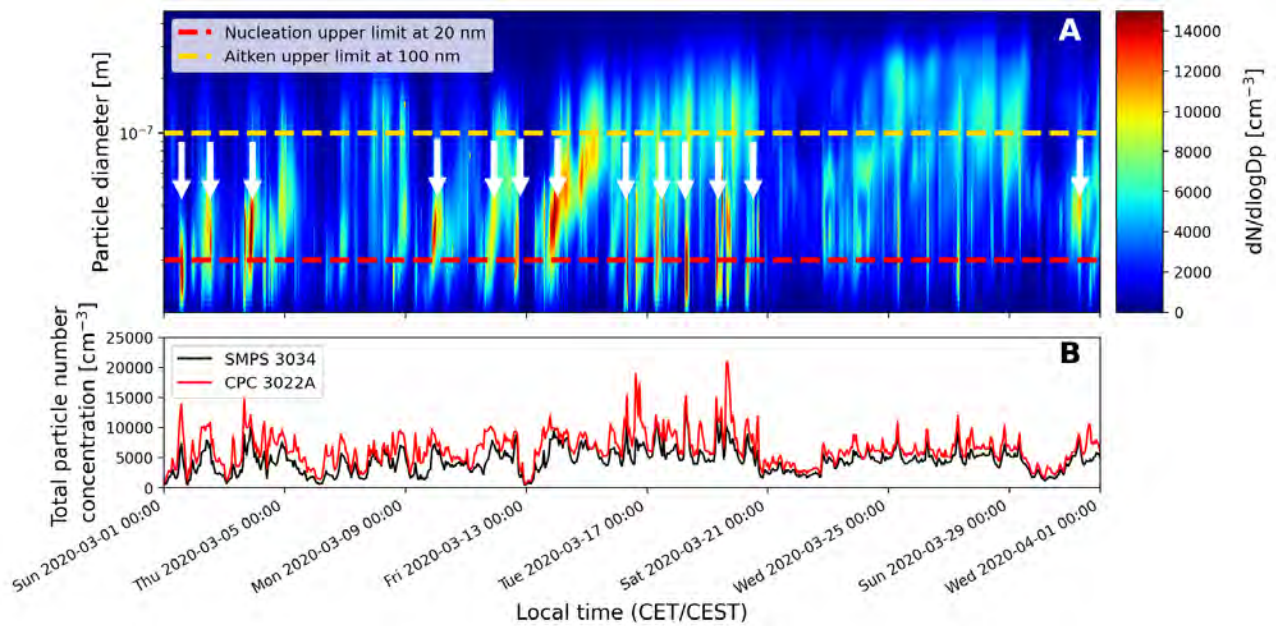 A
Nucleation upper limit at 20 nm
Aitken upper limit at 100 nm
Particle diameter [m]
10⁻⁷
14000
12000
10000
8000
6000
4000
2000
0
dN/dlogDp [cm⁻³]
B
SMPS 3034
CPC 3022A
Total particle number
concentration [cm⁻³]
25000
20000
15000
10000
5000
0
Sun 2020-03-01 00:00
Thu 2020-03-05 00:00
Mon 2020-03-09 00:00
Fri 2020-03-13 00:00
Tue 2020-03-17 00:00
Sat 2020-03-21 00:00
Wed 2020-03-25 00:00
Sun 2020-03-29 00:00
Wed 2020-04-01 00:00
Local time (CET/CEST)